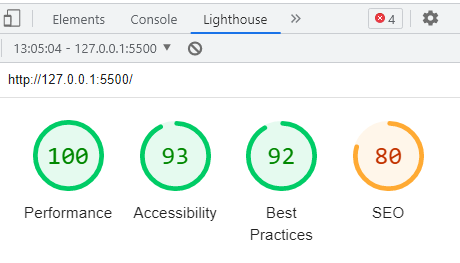 Elements Console Lighthouse 4
13:05:04 - 127.0.0.1:5500
http://127.0.0.1:5500/
100 93 92 80
Performance Accessibility Best Practices SEO